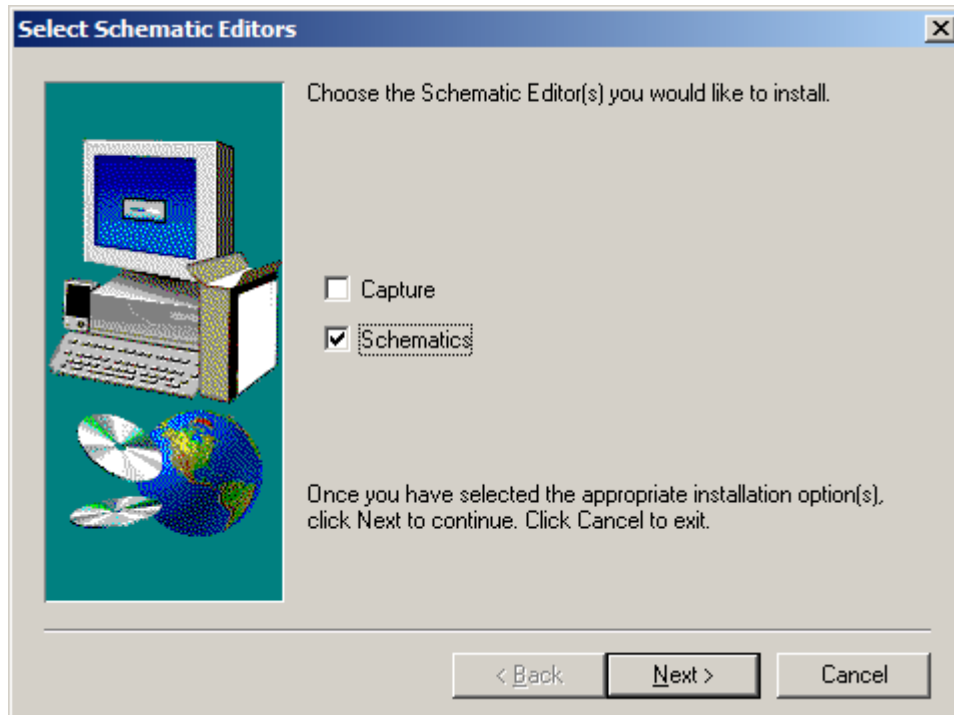 Select Schematic Editors
Choose the Schematic Editor(s) you would like to install.
Capture
Schematics
Once you have selected the appropriate installation option(s),
click Next to continue. Click Cancel to exit.
< Back
Next >
Cancel